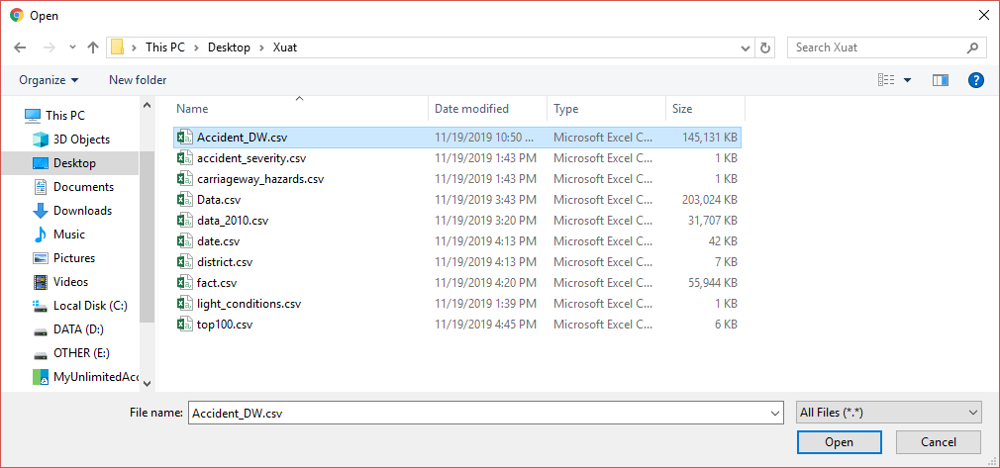 Open
This PC Desktop Xuat Search Xuat
Organize New folder
Name Date modified Type Size
This PC
3D Objects
Desktop
Documents
Downloads
Music
Pictures
Videos
Local Disk (C:)
DATA (D:)
OTHER (E:)
MyUnlimitedAcc
Accident_DW.csv 11/19/2019 10:50 ... Microsoft Excel C... 145,131 KB
accident_severity.csv 11/19/2019 1:43 PM Microsoft Excel C... 1 KB
carriageway_hazards.csv 11/19/2019 1:43 PM Microsoft Excel C... 1 KB
Data.csv 11/19/2019 3:43 PM Microsoft Excel C... 203,024 KB
data_2010.csv 11/19/2019 3:20 PM Microsoft Excel C... 31,707 KB
date.csv 11/19/2019 4:13 PM Microsoft Excel C... 42 KB
district.csv 11/19/2019 4:13 PM Microsoft Excel C... 7 KB
fact.csv 11/19/2019 4:20 PM Microsoft Excel C... 55,944 KB
light_conditions.csv 11/19/2019 1:39 PM Microsoft Excel C... 1 KB
top100.csv 11/19/2019 4:45 PM Microsoft Excel C... 6 KB
File name: Accident_DW.csv All Files (*.*)
Open Cancel